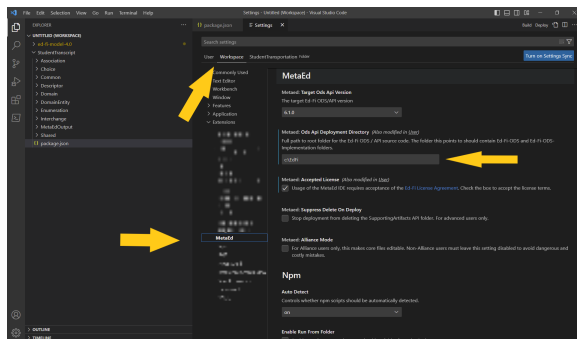 File Edit Selection View Go Run Terminal Help
Settings - Untitled (Workspace) - Visual Studio Code
EXPLORER
package.json
Settings
Build Deploy
UNTITLED (WORKSPACE)
ed-fi-model-4.0
StudentTranscript
Association
Choice
Common
Descriptor
Domain
DomainEntity
Enumeration
Interchange
MetaEdOutput
Shared
package.json
OUTLINE
TIMELINE
Search settings
User Workspace StudentTransportation Folder
Turn on Settings Sync
Commonly Used
Text Editor
Workbench
Window
Features
Application
Extensions
MetaEd
MetaEd
Metaed: Target Ods Api Version
The target Ed-Fi ODS/API version
6.1.0
Metaed: Ods Api Deployment Directory (Also modified in User)
Full path to root folder for the Ed-Fi ODS / API source code. The folder this points to should contain Ed-Fi-ODS and Ed-Fi-ODS-
Implementation folders.
Metaed: Accepted License (Also modified in User)
Usage of the MetaEd IDE requires acceptance of the Ed-Fi License Agreement. Check the box to accept the license terms.
Metaed: Suppress Delete On Deploy
Stop deployment from deleting the SupportingArtifacts API folder. For advanced users only.
Metaed: Alliance Mode
For Alliance users only, this makes core files editable. Non-Alliance users must leave this setting disabled to avoid dangerous and
costly mistakes.
Npm
Auto Detect
Controls whether npm scripts should be automatically detected.
on
Enable Run From Folder